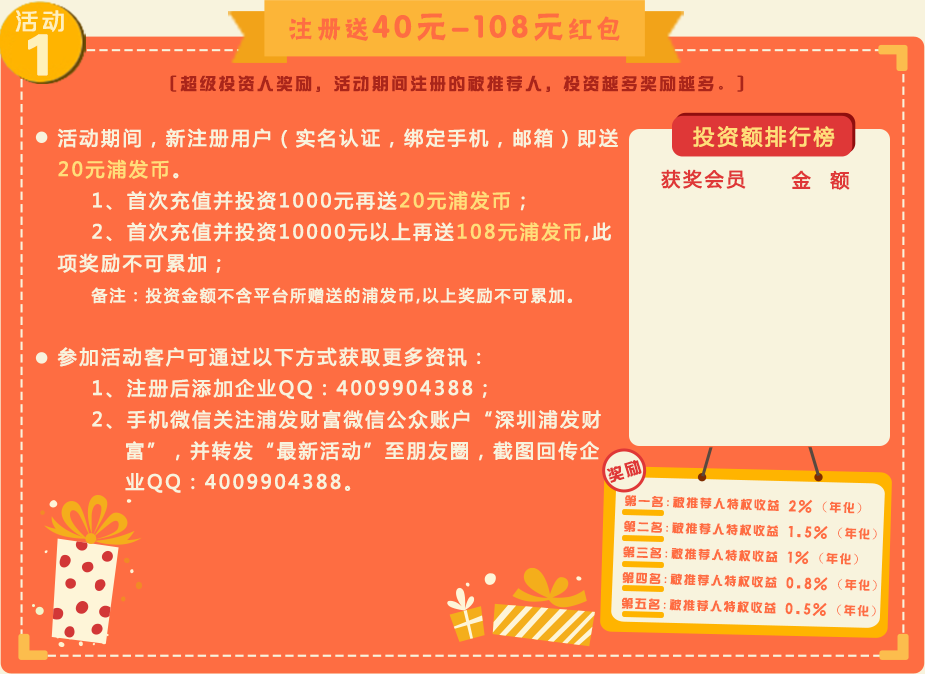 活动
1
注册送40元-108元红包
[超级投资人奖励，活动期间注册的被推荐人，投资越多奖励越多。]
活动期间，新注册用户（实名认证，绑定手机，邮箱）即送
20元浦发币。
1、首次充值并投资1000元再送20元浦发币；
2、首次充值并投资10000元以上再送108元浦发币,此
项奖励不可累加；
备注：投资金额不含平台所赠送的浦发币,以上奖励不可累加。
参加活动客户可通过以下方式获取更多资讯：
1、注册后添加企业QQ：4009904388；
2、手机微信关注浦发财富微信公众账户“深圳浦发财
富”，并转发“最新活动”至朋友圈，截图回传企
业QQ：4009904388。
投资额排行榜
获奖会员 金 额
奖励
第一名:被推荐人特权收益 2%（年化）
第二名:被推荐人特权收益 1.5%（年化）
第三名:被推荐人特权收益 1%（年化）
第四名:被推荐人特权收益 0.8%（年化）
第五名:被推荐人特权收益 0.5%（年化）